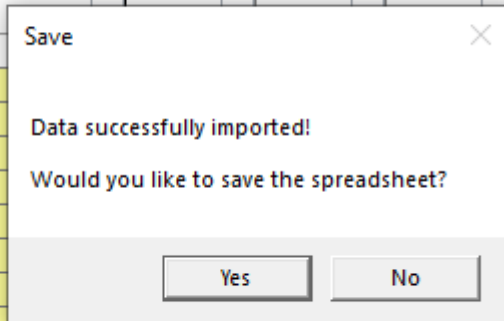 Save
Data successfully imported!
Would you like to save the spreadsheet?
Yes
No